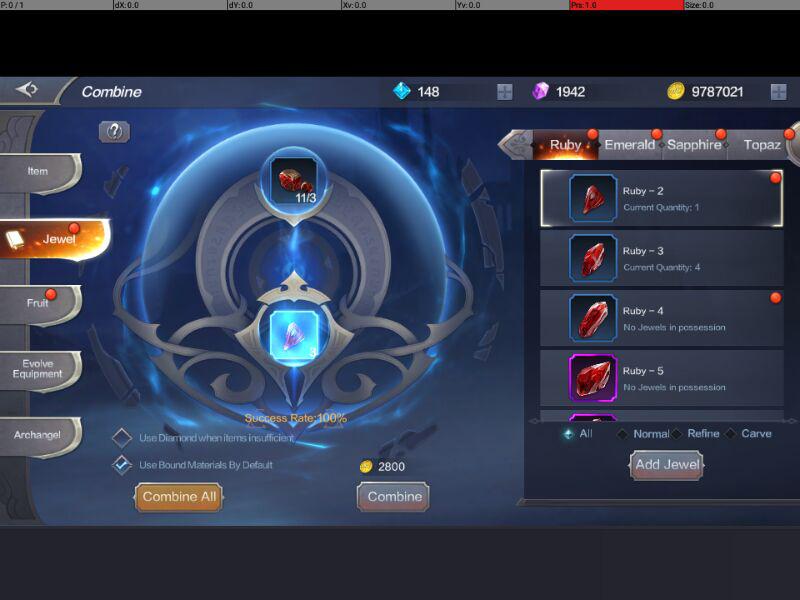 P: 0 / 1
dX: 0.0
dY: 0.0
Xv: 0.0
Yv: 0.0
Prs: 1.0
Size: 0.0
Combine
148
1942
9787021
?
Ruby
Emerald
Sapphire
Topaz
Item
11/3
Ruby – 2
Current Quantity: 1
Jewel
Ruby – 3
Current Quantity: 4
Fruit
Ruby – 4
No Jewels in possession
3
Evolve
Equipment
Ruby – 5
No Jewels in possession
Success Rate:100%
Archangel
Use Diamond when items insufficient
All
Normal
Refine
Carve
Use Bound Materials By Default
2800
Add Jewel
Combine All
Combine